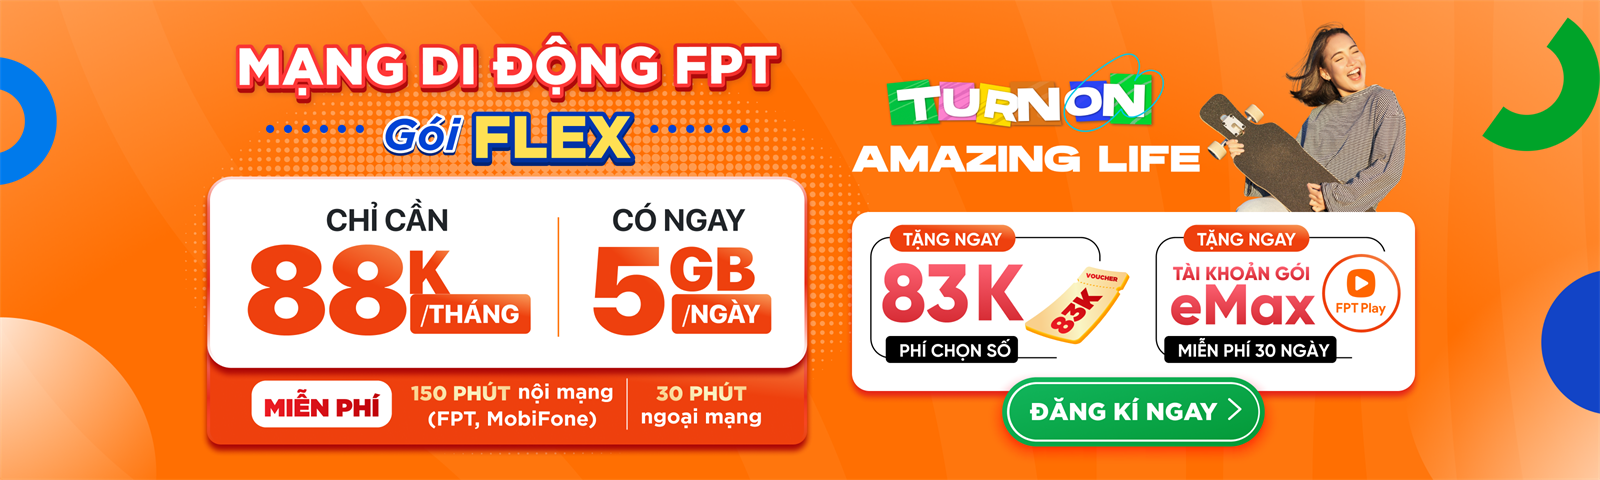 MẠNG DI ĐỘNG FPT
Gói FLEX
CHỈ CẦN
88K
/THÁNG
CÓ NGAY
5GB
/NGÀY
MIỄN PHÍ
150 PHÚT nội mạng
(FPT, MobiFone)
30 PHÚT
ngoại mạng
TURN ON
AMAZING LIFE
TẶNG NGAY
83K
PHÍ CHỌN SỐ
VOUCHER
83K
TẶNG NGAY
TÀI KHOẢN GÓI
eMax
MIỄN PHÍ 30 NGÀY
FPT Play
ĐĂNG KÍ NGAY